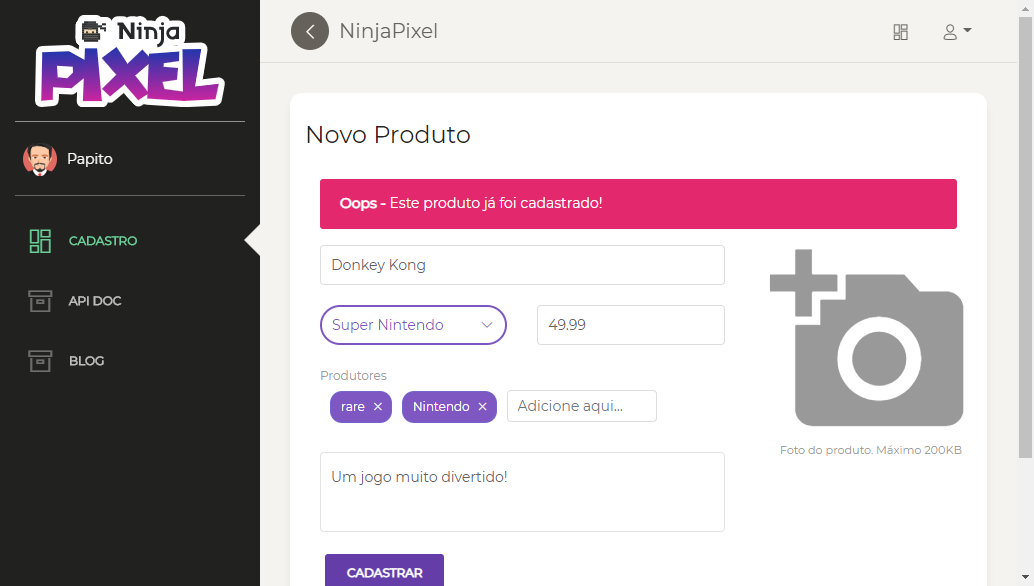 Ninja
PIXEL
Papito
CADASTRO
API DOC
BLOG
NinjaPixel
Novo Produto
Oops - Este produto já foi cadastrado!
Donkey Kong
Super Nintendo
49.99
Produtores
rare ×
Nintendo ×
Adicione aqui...
Foto do produto. Máximo 200KB
Um jogo muito divertido!
CADASTRAR